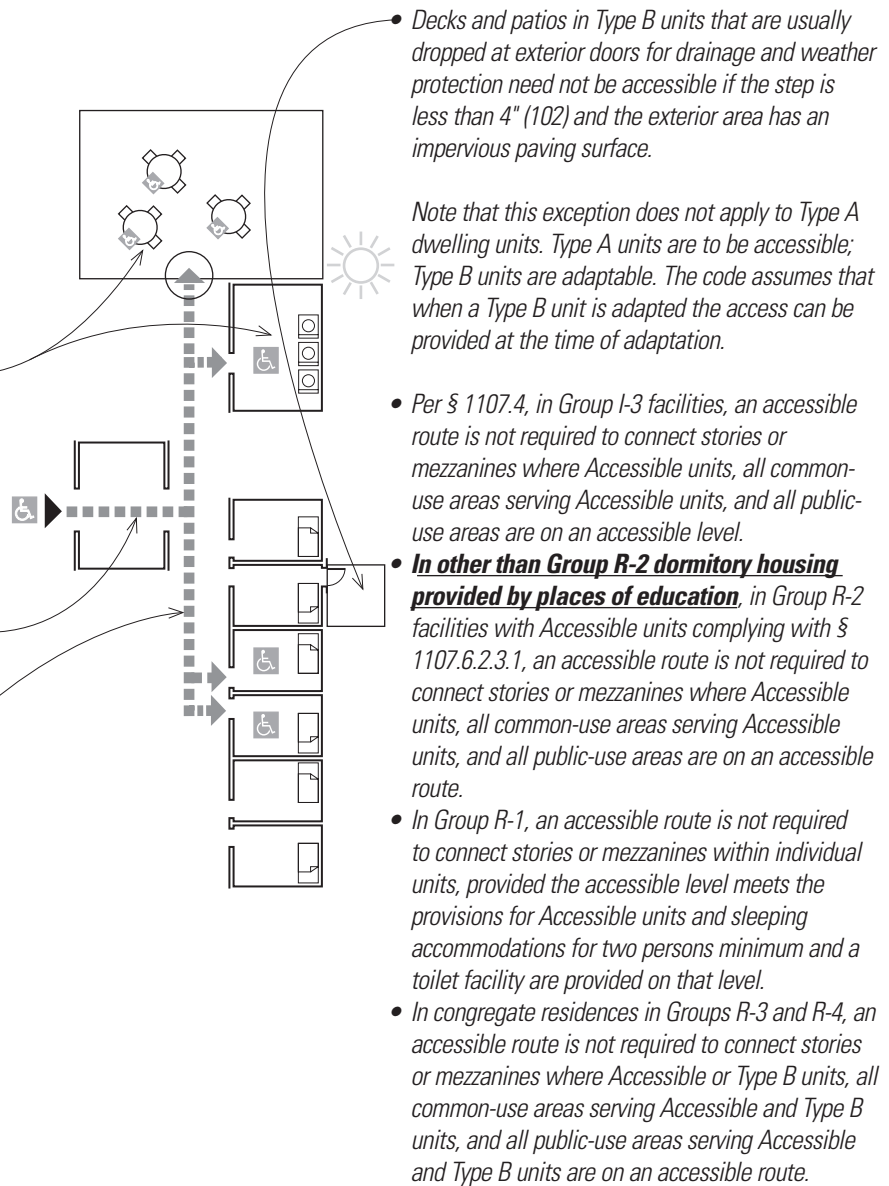 • Decks and patios in Type B units that are usually
dropped at exterior doors for drainage and weather
protection need not be accessible if the step is
less than 4" (102) and the exterior area has an
impervious paving surface.
Note that this exception does not apply to Type A
dwelling units. Type A units are to be accessible;
Type B units are adaptable. The code assumes that
when a Type B unit is adapted the access can be
provided at the time of adaptation.
• Per § 1107.4, in Group I-3 facilities, an accessible
route is not required to connect stories or
mezzanines where Accessible units, all common-
use areas serving Accessible units, and all public-
use areas are on an accessible level.
• In other than Group R-2 dormitory housing
provided by places of education, in Group R-2
facilities with Accessible units complying with §
1107.6.2.3.1, an accessible route is not required to
connect stories or mezzanines where Accessible
units, all common-use areas serving Accessible
units, and all public-use areas are on an accessible
route.
• In Group R-1, an accessible route is not required
to connect stories or mezzanines within individual
units, provided the accessible level meets the
provisions for Accessible units and sleeping
accommodations for two persons minimum and a
toilet facility are provided on that level.
• In congregate residences in Groups R-3 and R-4, an
accessible route is not required to connect stories
or mezzanines where Accessible or Type B units, all
common-use areas serving Accessible and Type B
units, and all public-use areas serving Accessible
and Type B units are on an accessible route.